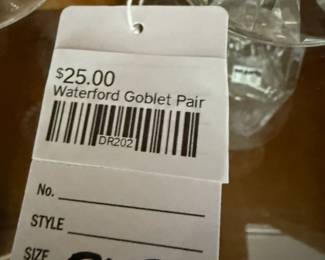 $25.00
Waterford Goblet Pair
DR202
No.
STYLE
SIZE